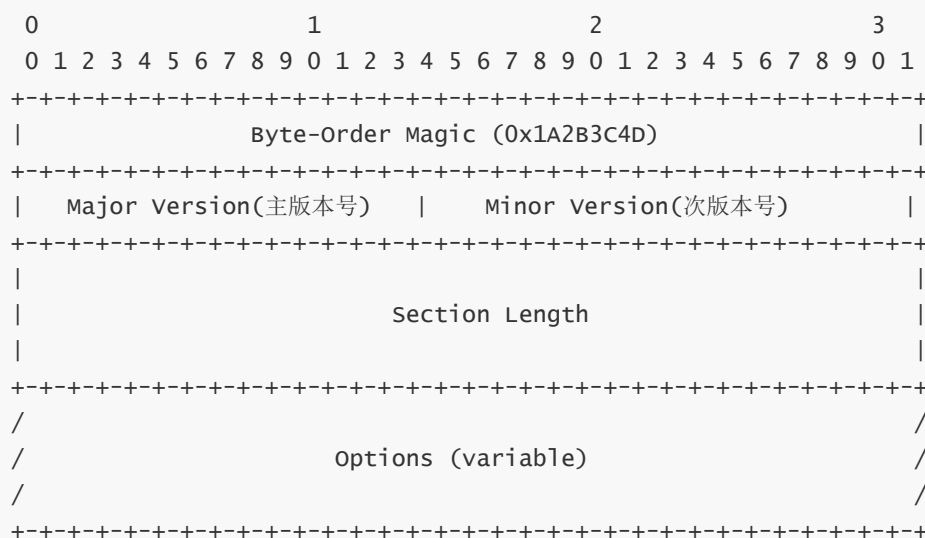 0                   1                   2                   3
 0 1 2 3 4 5 6 7 8 9 0 1 2 3 4 5 6 7 8 9 0 1 2 3 4 5 6 7 8 9 0 1
+-+-+-+-+-+-+-+-+-+-+-+-+-+-+-+-+-+-+-+-+-+-+-+-+-+-+-+-+-+-+-+-+
|                Byte-Order Magic (0x1A2B3C4D)                  |
+-+-+-+-+-+-+-+-+-+-+-+-+-+-+-+-+-+-+-+-+-+-+-+-+-+-+-+-+-+-+-+-+
|   Major Version(主版本号)   |    Minor Version(次版本号)        |
+-+-+-+-+-+-+-+-+-+-+-+-+-+-+-+-+-+-+-+-+-+-+-+-+-+-+-+-+-+-+-+-+
|                                                               |
|                          Section Length                       |
|                                                               |
+-+-+-+-+-+-+-+-+-+-+-+-+-+-+-+-+-+-+-+-+-+-+-+-+-+-+-+-+-+-+-+-+
/                                                               /
/                      Options (variable)                       /
/                                                               /
+-+-+-+-+-+-+-+-+-+-+-+-+-+-+-+-+-+-+-+-+-+-+-+-+-+-+-+-+-+-+-+-+